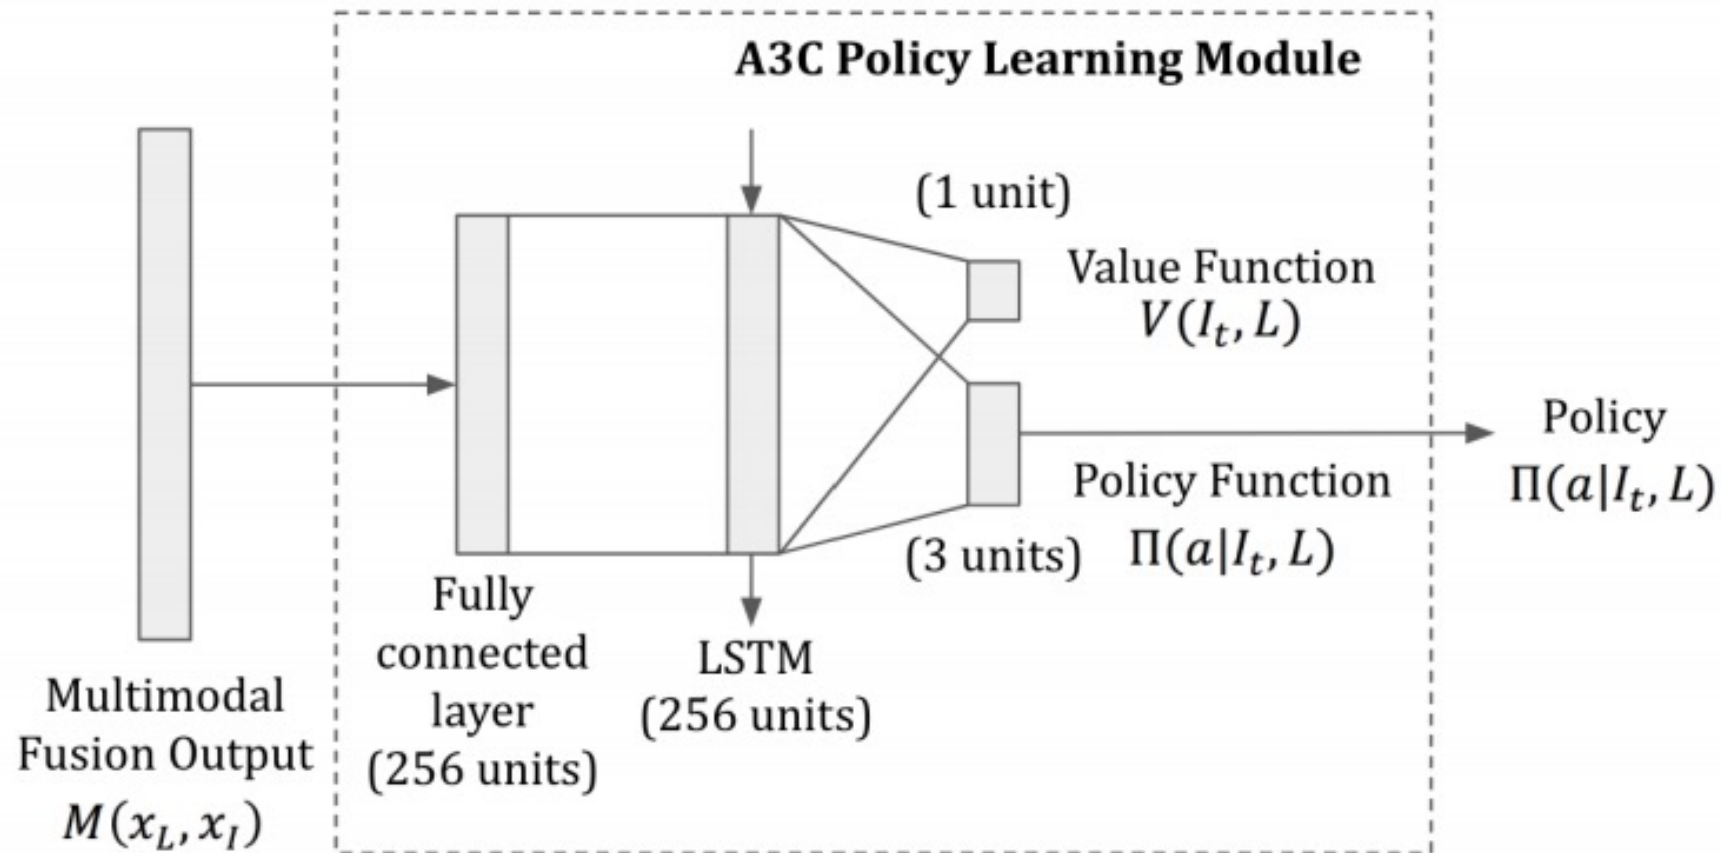 A3C Policy Learning Module
(1 unit)
Value Function
V(I_t, L)
Policy
Π(a|I_t, L)
Policy Function
Π(a|I_t, L)
(3 units)
Fully
connected
layer
(256 units)
LSTM
(256 units)
Multimodal
Fusion Output
M(x_L, x_I)